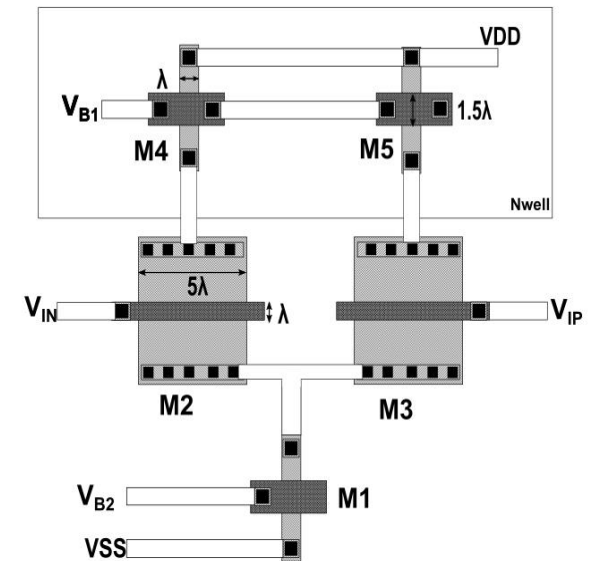 VDD
λ
V_B1
1.5λ
M4
M5
Nwell
5λ
V_IN
λ
V_IP
M2
M3
V_B2
M1
VSS